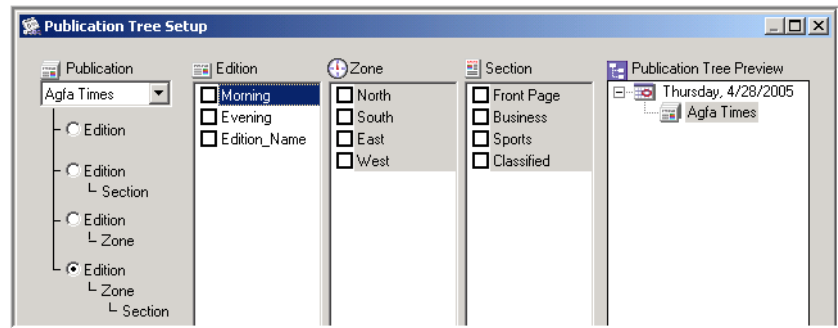 Publication Tree Setup
Publication
Agfa Times
Edition
Edition
Section
Edition
Zone
Edition
Zone
Section
Edition
Morning
Evening
Edition_Name
Zone
North
South
East
West
Section
Front Page
Business
Sports
Classified
Publication Tree Preview
Thursday, 4/28/2005
Agfa Times